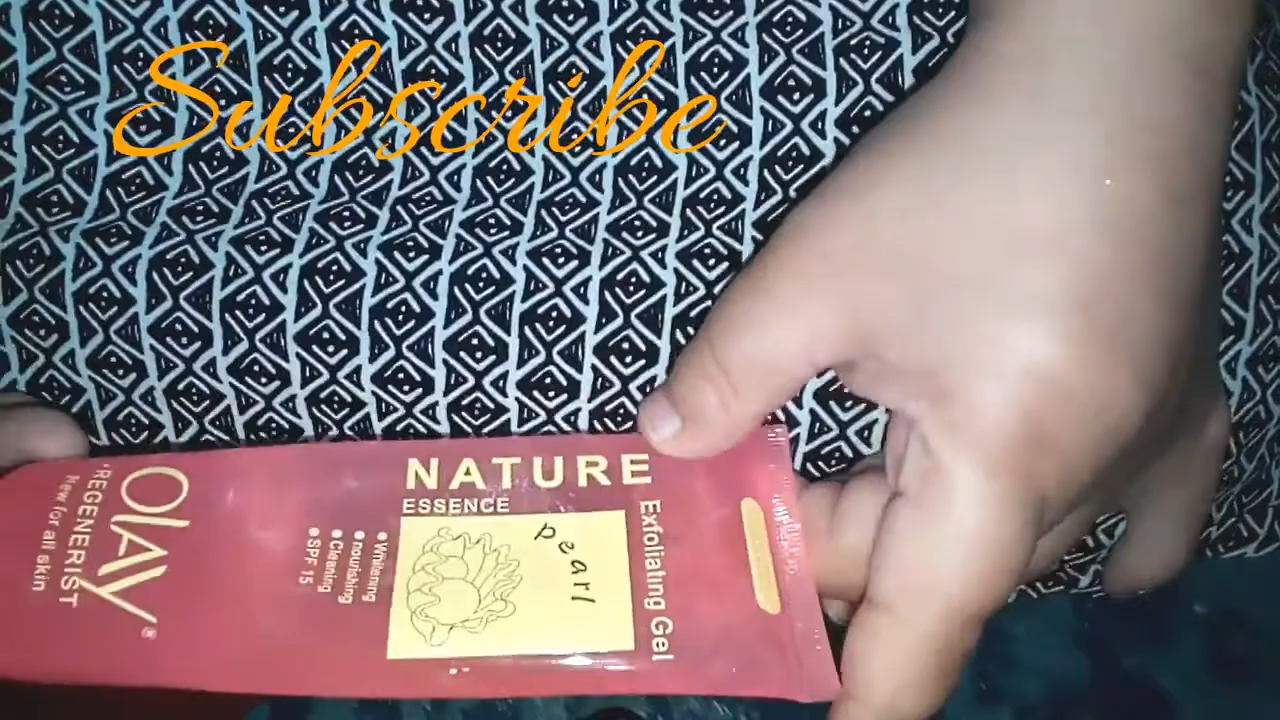 Subscribe
NATURE
ESSENCE
pearl
Exfoliating Gel
Whitening
nourishing
Cleaning
SPF 15
OLAY®
REGENERIST
New for all skin